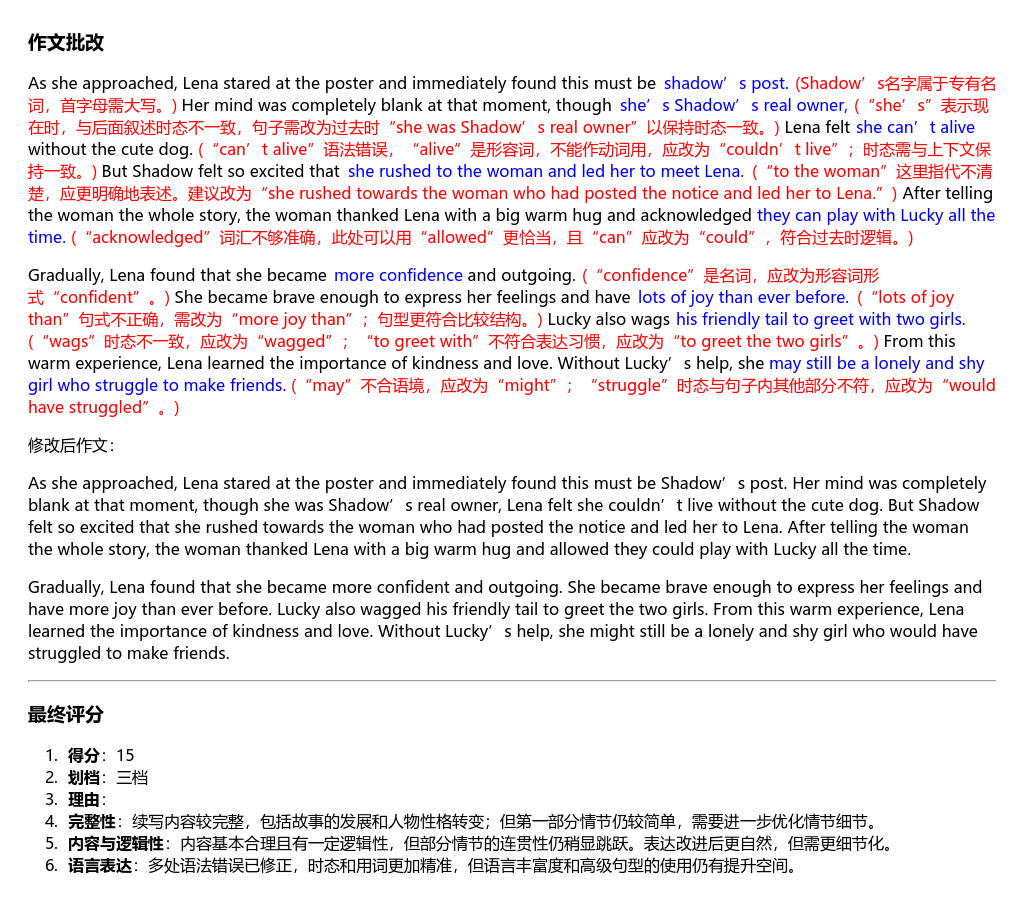 作文批改
As she approached, Lena stared at the poster and immediately found this must be shadow’s post. (Shadow’s名字属于专有名
词，首字母需大写。) Her mind was completely blank at that moment, though she’s Shadow’s real owner, (“she’s”表示现
在时，与后面叙述时态不一致，句子需改为过去时“she was Shadow’s real owner”以保持时态一致。) Lena felt she can’t alive
without the cute dog. (“can’t alive”语法错误，“alive”是形容词，不能作动词用，应改为“couldn’t live”；时态需与上下文保
持一致。) But Shadow felt so excited that she rushed to the woman and led her to meet Lena. (“to the woman”这里指代不清
楚，应更明确地表述。建议改为“she rushed towards the woman who had posted the notice and led her to Lena.”) After telling
the woman the whole story, the woman thanked Lena with a big warm hug and acknowledged they can play with Lucky all the
time. (“acknowledged”词汇不够准确，此处可以用“allowed”更恰当，且“can”应改为“could”，符合过去时逻辑。)
Gradually, Lena found that she became more confidence and outgoing. (“confidence”是名词，应改为形容词形
式“confident”。) She became brave enough to express her feelings and have lots of joy than ever before. (“lots of joy
than”句式不正确，需改为“more joy than”；句型更符合比较结构。) Lucky also wags his friendly tail to greet with two girls.
(“wags”时态不一致，应改为“wagged”；“to greet with”不符合表达习惯，应改为“to greet the two girls”。) From this
warm experience, Lena learned the importance of kindness and love. Without Lucky’s help, she may still be a lonely and shy
girl who struggle to make friends. (“may”不合语境，应改为“might”；“struggle”时态与句子内其他部分不符，应改为“would
have struggled”。)
修改后作文：
As she approached, Lena stared at the poster and immediately found this must be Shadow’s post. Her mind was completely
blank at that moment, though she was Shadow’s real owner, Lena felt she couldn’t live without the cute dog. But Shadow
felt so excited that she rushed towards the woman who had posted the notice and led her to Lena. After telling the woman
the whole story, the woman thanked Lena with a big warm hug and allowed they could play with Lucky all the time.
Gradually, Lena found that she became more confident and outgoing. She became brave enough to express her feelings and
have more joy than ever before. Lucky also wagged his friendly tail to greet the two girls. From this warm experience, Lena
learned the importance of kindness and love. Without Lucky’s help, she might still be a lonely and shy girl who would have
struggled to make friends.
最终评分
1. 得分：15
2. 划档：三档
3. 理由：
4. 完整性：续写内容较完整，包括故事的发展和人物性格转变；但第一部分情节仍较简单，需要进一步优化情节细节。
5. 内容与逻辑性：内容基本合理且有一定逻辑性，但部分情节的连贯性仍稍显跳跃。表达改进后更自然，但需更细节化。
6. 语言表达：多处语法错误已修正，时态和用词更加精准，但语言丰富度和高级句型的使用仍有提升空间。